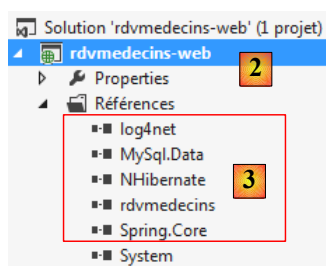 Solution 'rdvmedecins-web' (1 projet)
rdvmedecins-web
2
Properties
Références
log4net
MySql.Data
NHibernate
3
rdvmedecins
Spring.Core
System